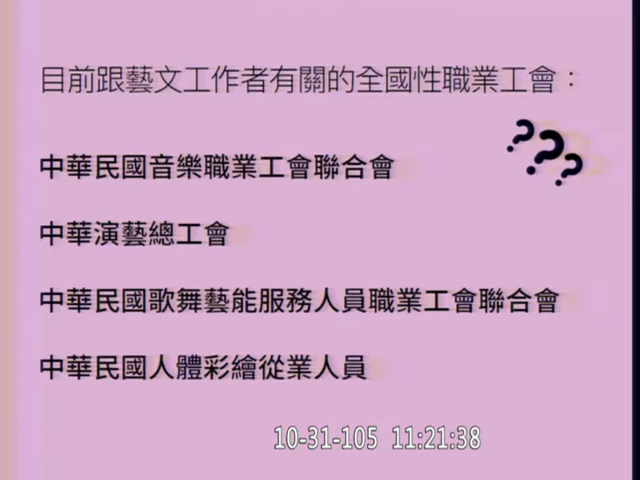 目前跟藝文工作者有關的全國性職業工會：
???
中華民國音樂職業工會聯合會
中華演藝總工會
中華民國歌舞藝能服務人員職業工會聯合會
中華民國人體彩繪從業人員
10-31-105 11:21:38